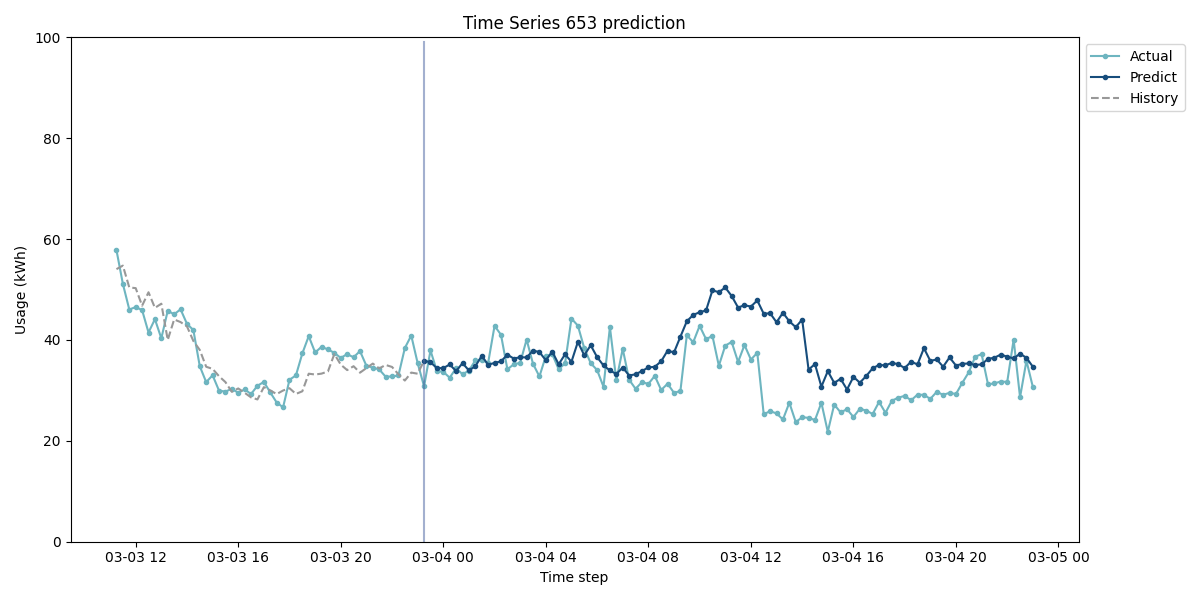 Time Series 653 prediction
100
80
60
40
20
0
Usage (kWh)
03-03 12
03-03 16
03-03 20
03-04 00
03-04 04
03-04 08
03-04 12
03-04 16
03-04 20
03-05 00
Time step
Actual
Predict
History